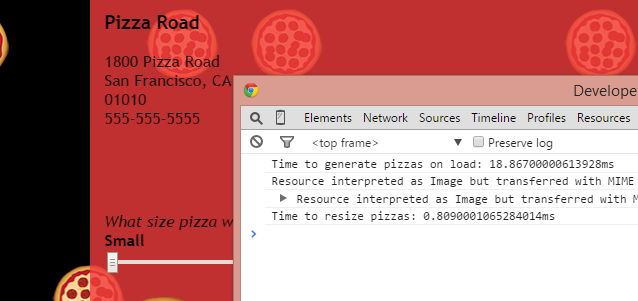 Pizza Road
1800 Pizza Road
San Francisco, CA
01010
555-555-5555
What size pizza
Small
Elements Network Sources Timeline Profiles Resources
<top frame> Preserve log
Time to generate pizzas on load: 18.86700000613928ms
Resource interpreted as Image but transferred with MIME
Resource interpreted as Image but transferred with
Time to resize pizzas: 0.8090001065284014ms